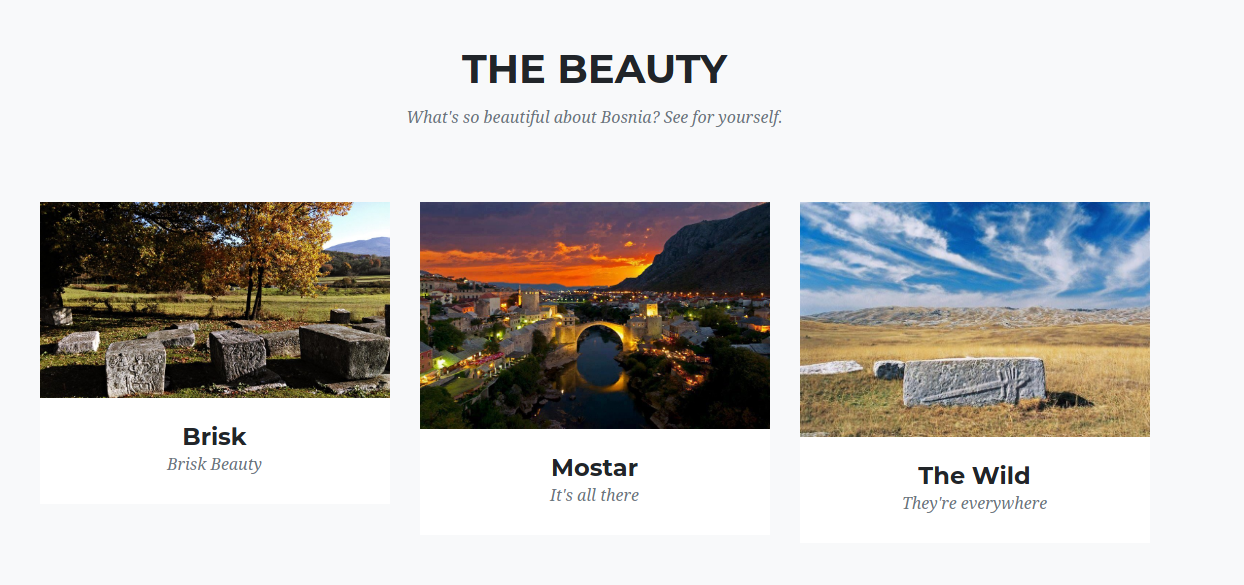 THE BEAUTY
What's so beautiful about Bosnia? See for yourself.
Brisk
Brisk Beauty
Mostar
It's all there
The Wild
They're everywhere